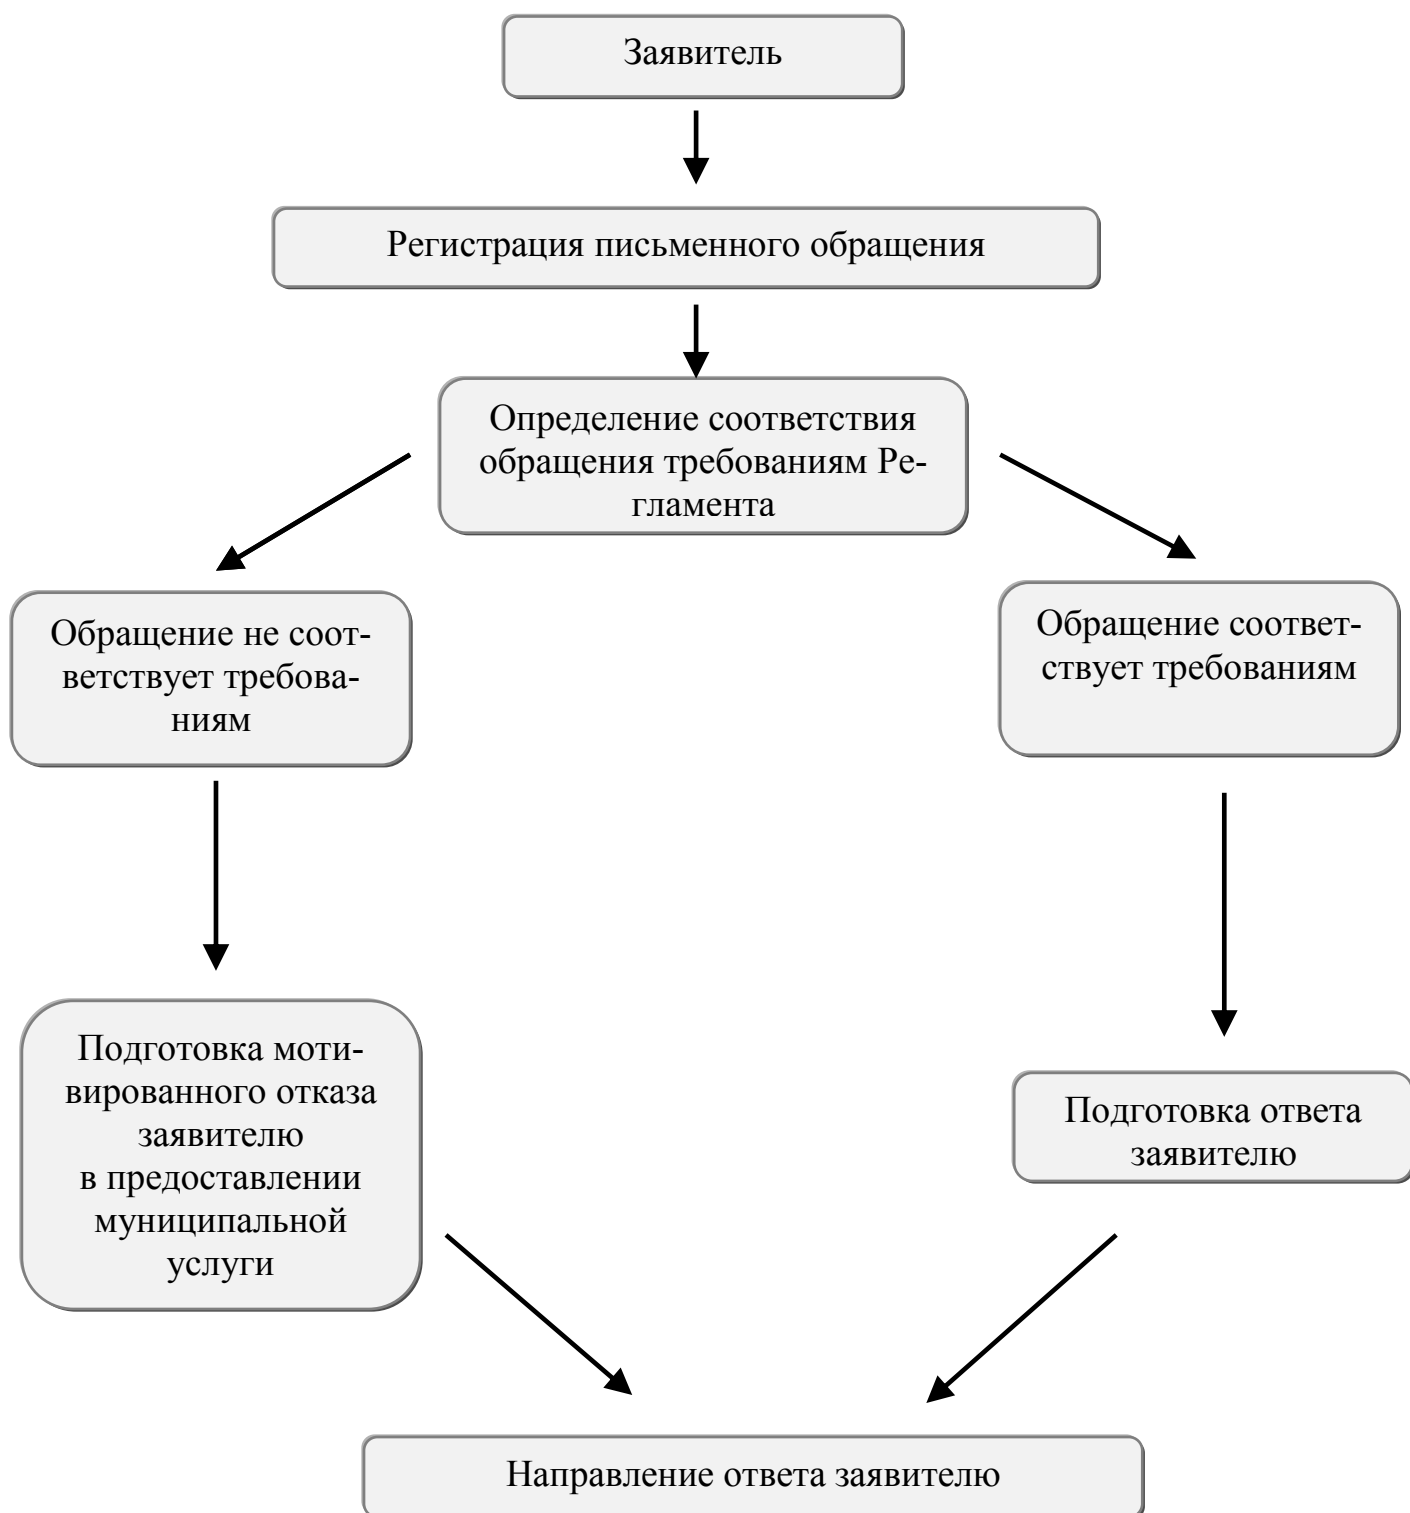 Заявитель
Регистрация письменного обращения
Определение соответствия
обращения требованиям Ре-
гламента
Обращение не соот-
ветствует требова-
ниям
Обращение соответ-
ствует требованиям
Подготовка моти-
вированного отказа
заявителю
в предоставлении
муниципальной
услуги
Подготовка ответа
заявителю
Направление ответа заявителю